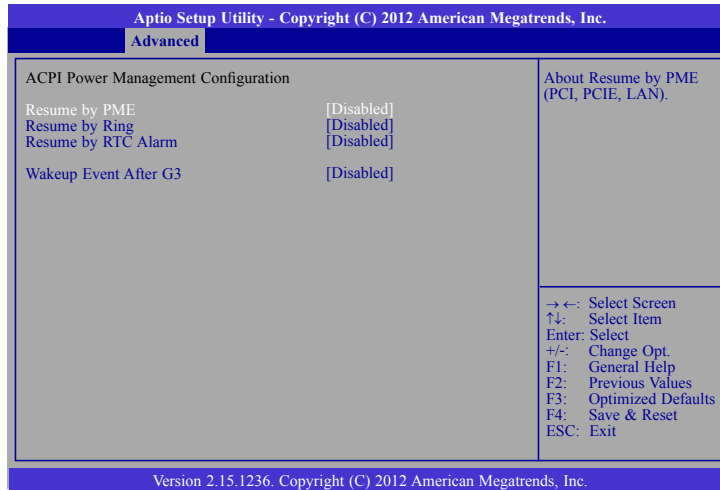 Aptio Setup Utility - Copyright (C) 2012 American Megatrends, Inc.
Advanced
ACPI Power Management Configuration
Resume by PME [Disabled]
Resume by Ring [Disabled]
Resume by RTC Alarm [Disabled]
Wakeup Event After G3 [Disabled]
About Resume by PME
(PCI, PCIE, LAN).
→←: Select Screen
↑↓: Select Item
Enter: Select
+/-: Change Opt.
F1: General Help
F2: Previous Values
F3: Optimized Defaults
F4: Save & Reset
ESC: Exit
Version 2.15.1236. Copyright (C) 2012 American Megatrends, Inc.